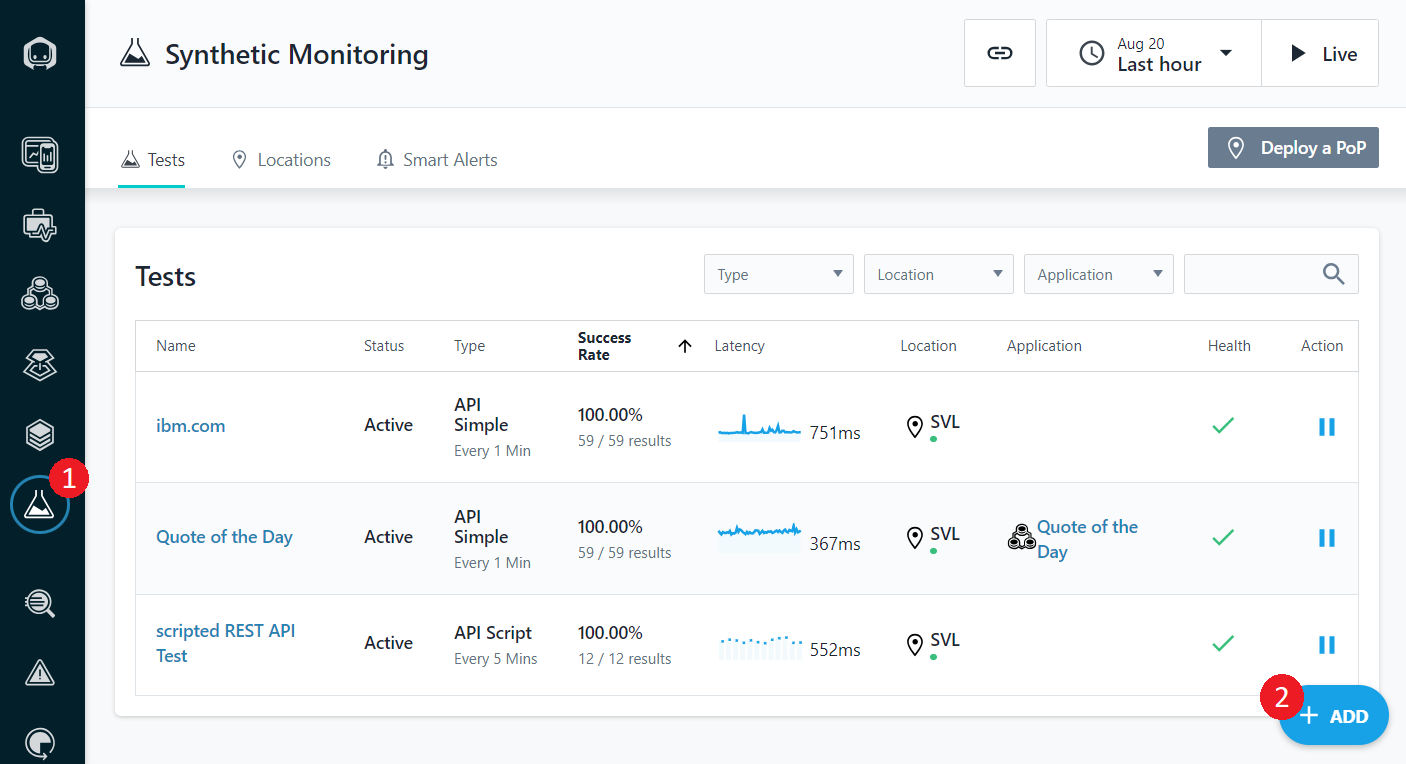 Synthetic Monitoring
Aug 20
Last hour
Live
Tests
Locations
Smart Alerts
Deploy a PoP
Tests
Type
Location
Application
Name
Status
Type
Success
Rate
Latency
Location
Application
Health
Action
ibm.com
Active
API
Simple
Every 1 Min
100.00%
59 / 59 results
751ms
SVL
Quote of the Day
Active
API
Simple
Every 1 Min
100.00%
59 / 59 results
367ms
SVL
Quote of the
Day
scripted REST API
Test
Active
API Script
Every 5 Mins
100.00%
12 / 12 results
552ms
SVL
1
2
+ ADD